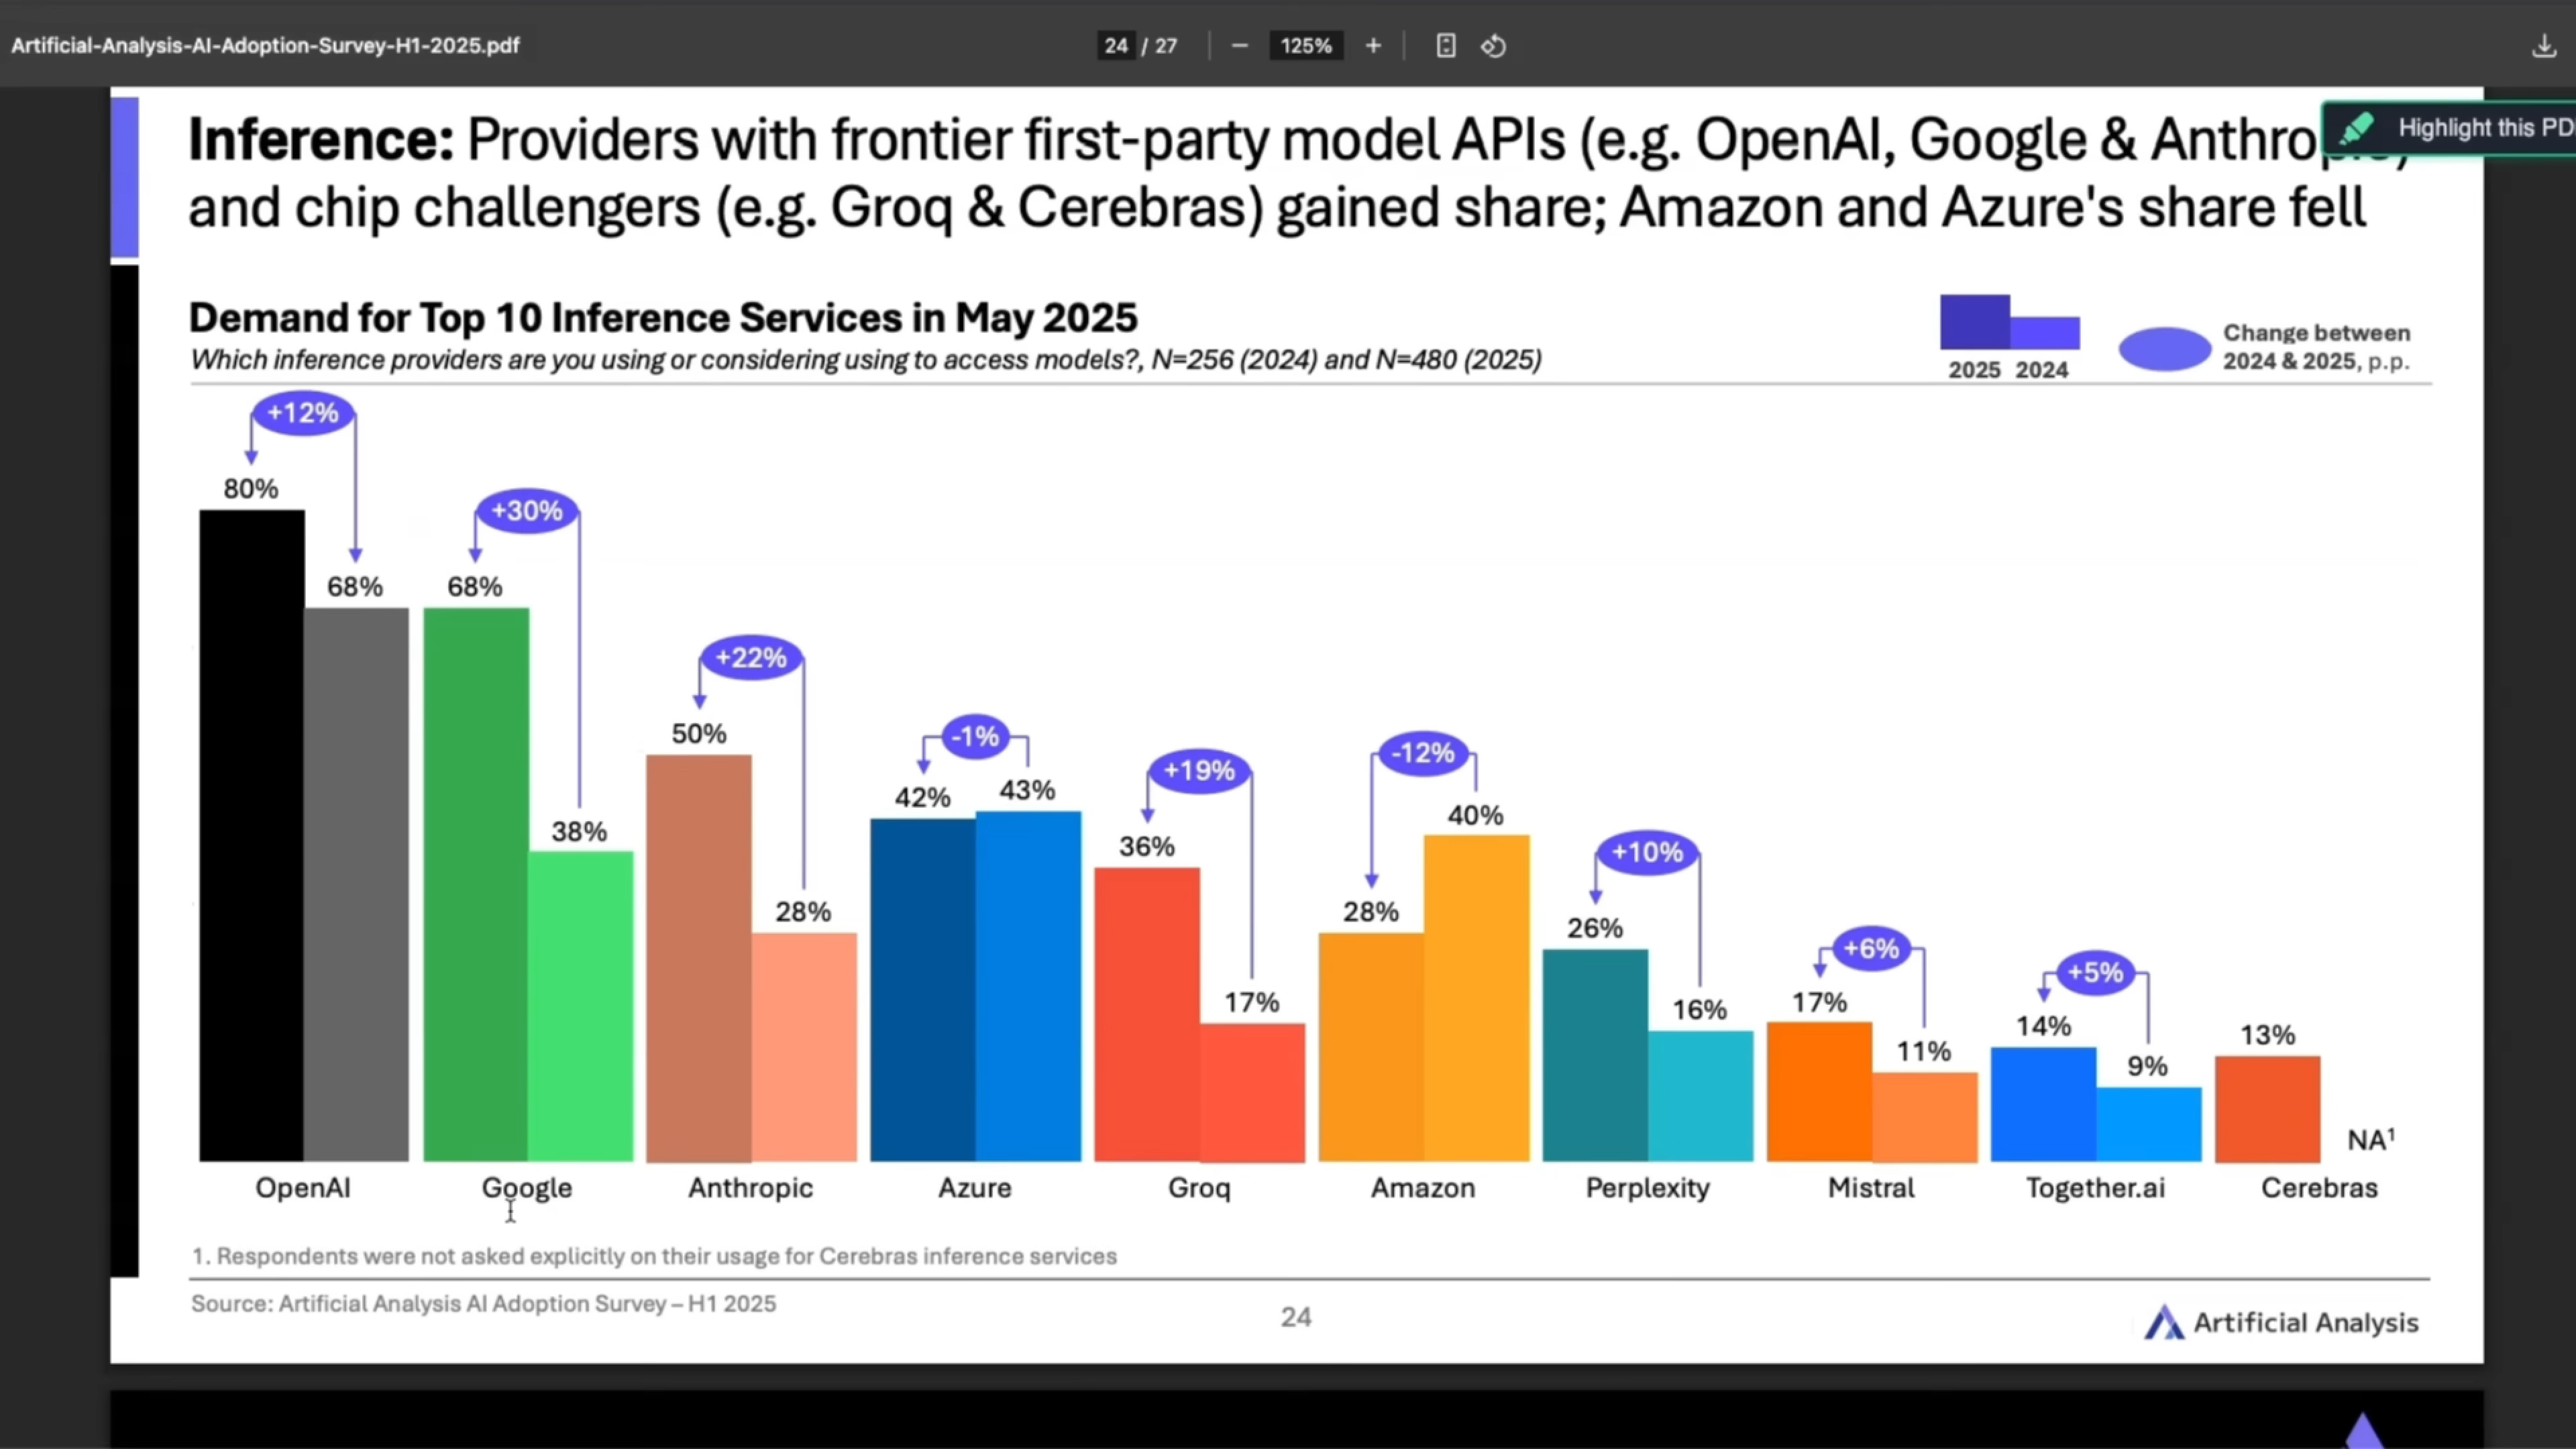 Artificial-Analysis-AI-Adoption-Survey-H1-2025.pdf
24 / 27
125%
Highlight this PD
Inference: Providers with frontier first-party model APIs (e.g. OpenAI, Google & Anthropic)
and chip challengers (e.g. Groq & Cerebras) gained share; Amazon and Azure's share fell
Demand for Top 10 Inference Services in May 2025
Which inference providers are you using or considering using to access models?, N=256 (2024) and N=480 (2025)
2025 2024
Change between
2024 & 2025, p.p.
+12%
80%
68%
+30%
68%
38%
+22%
50%
28%
-1%
42%
43%
+19%
36%
17%
-12%
28%
40%
+10%
26%
16%
+6%
17%
11%
+5%
14%
9%
13%
NA¹
OpenAI
Google
Anthropic
Azure
Groq
Amazon
Perplexity
Mistral
Together.ai
Cerebras
1. Respondents were not asked explicitly on their usage for Cerebras inference services
Source: Artificial Analysis AI Adoption Survey – H1 2025
24
Artificial Analysis